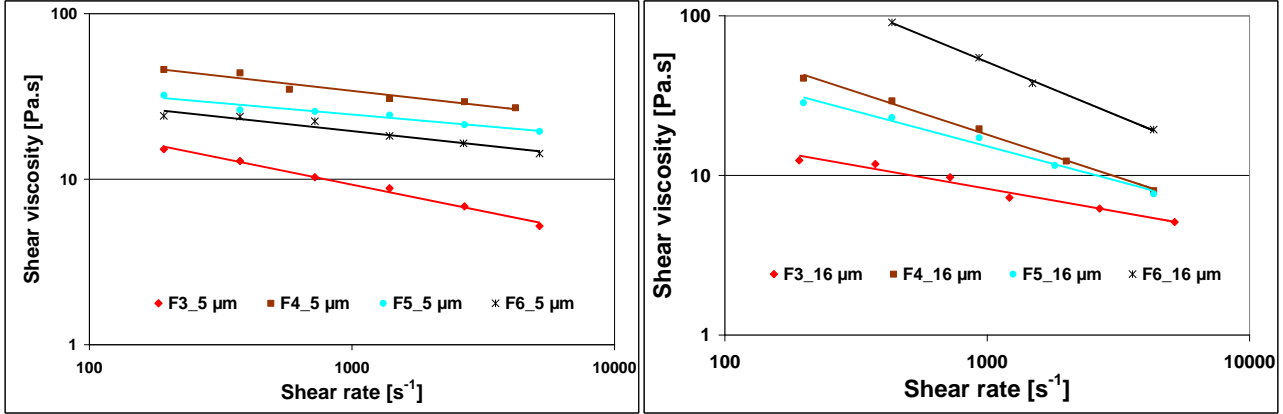 100
10
1
Shear viscosity [Pa.s]
F3_5 µm F4_5 µm F5_5 µm F6_5 µm
100 1000 10000
Shear rate [s⁻¹]
100
10
1
Shear viscosity [Pa.s]
F3_16 µm F4_16 µm F5_16 µm F6_16 µm
100 1000 10000
Shear rate [s⁻¹]